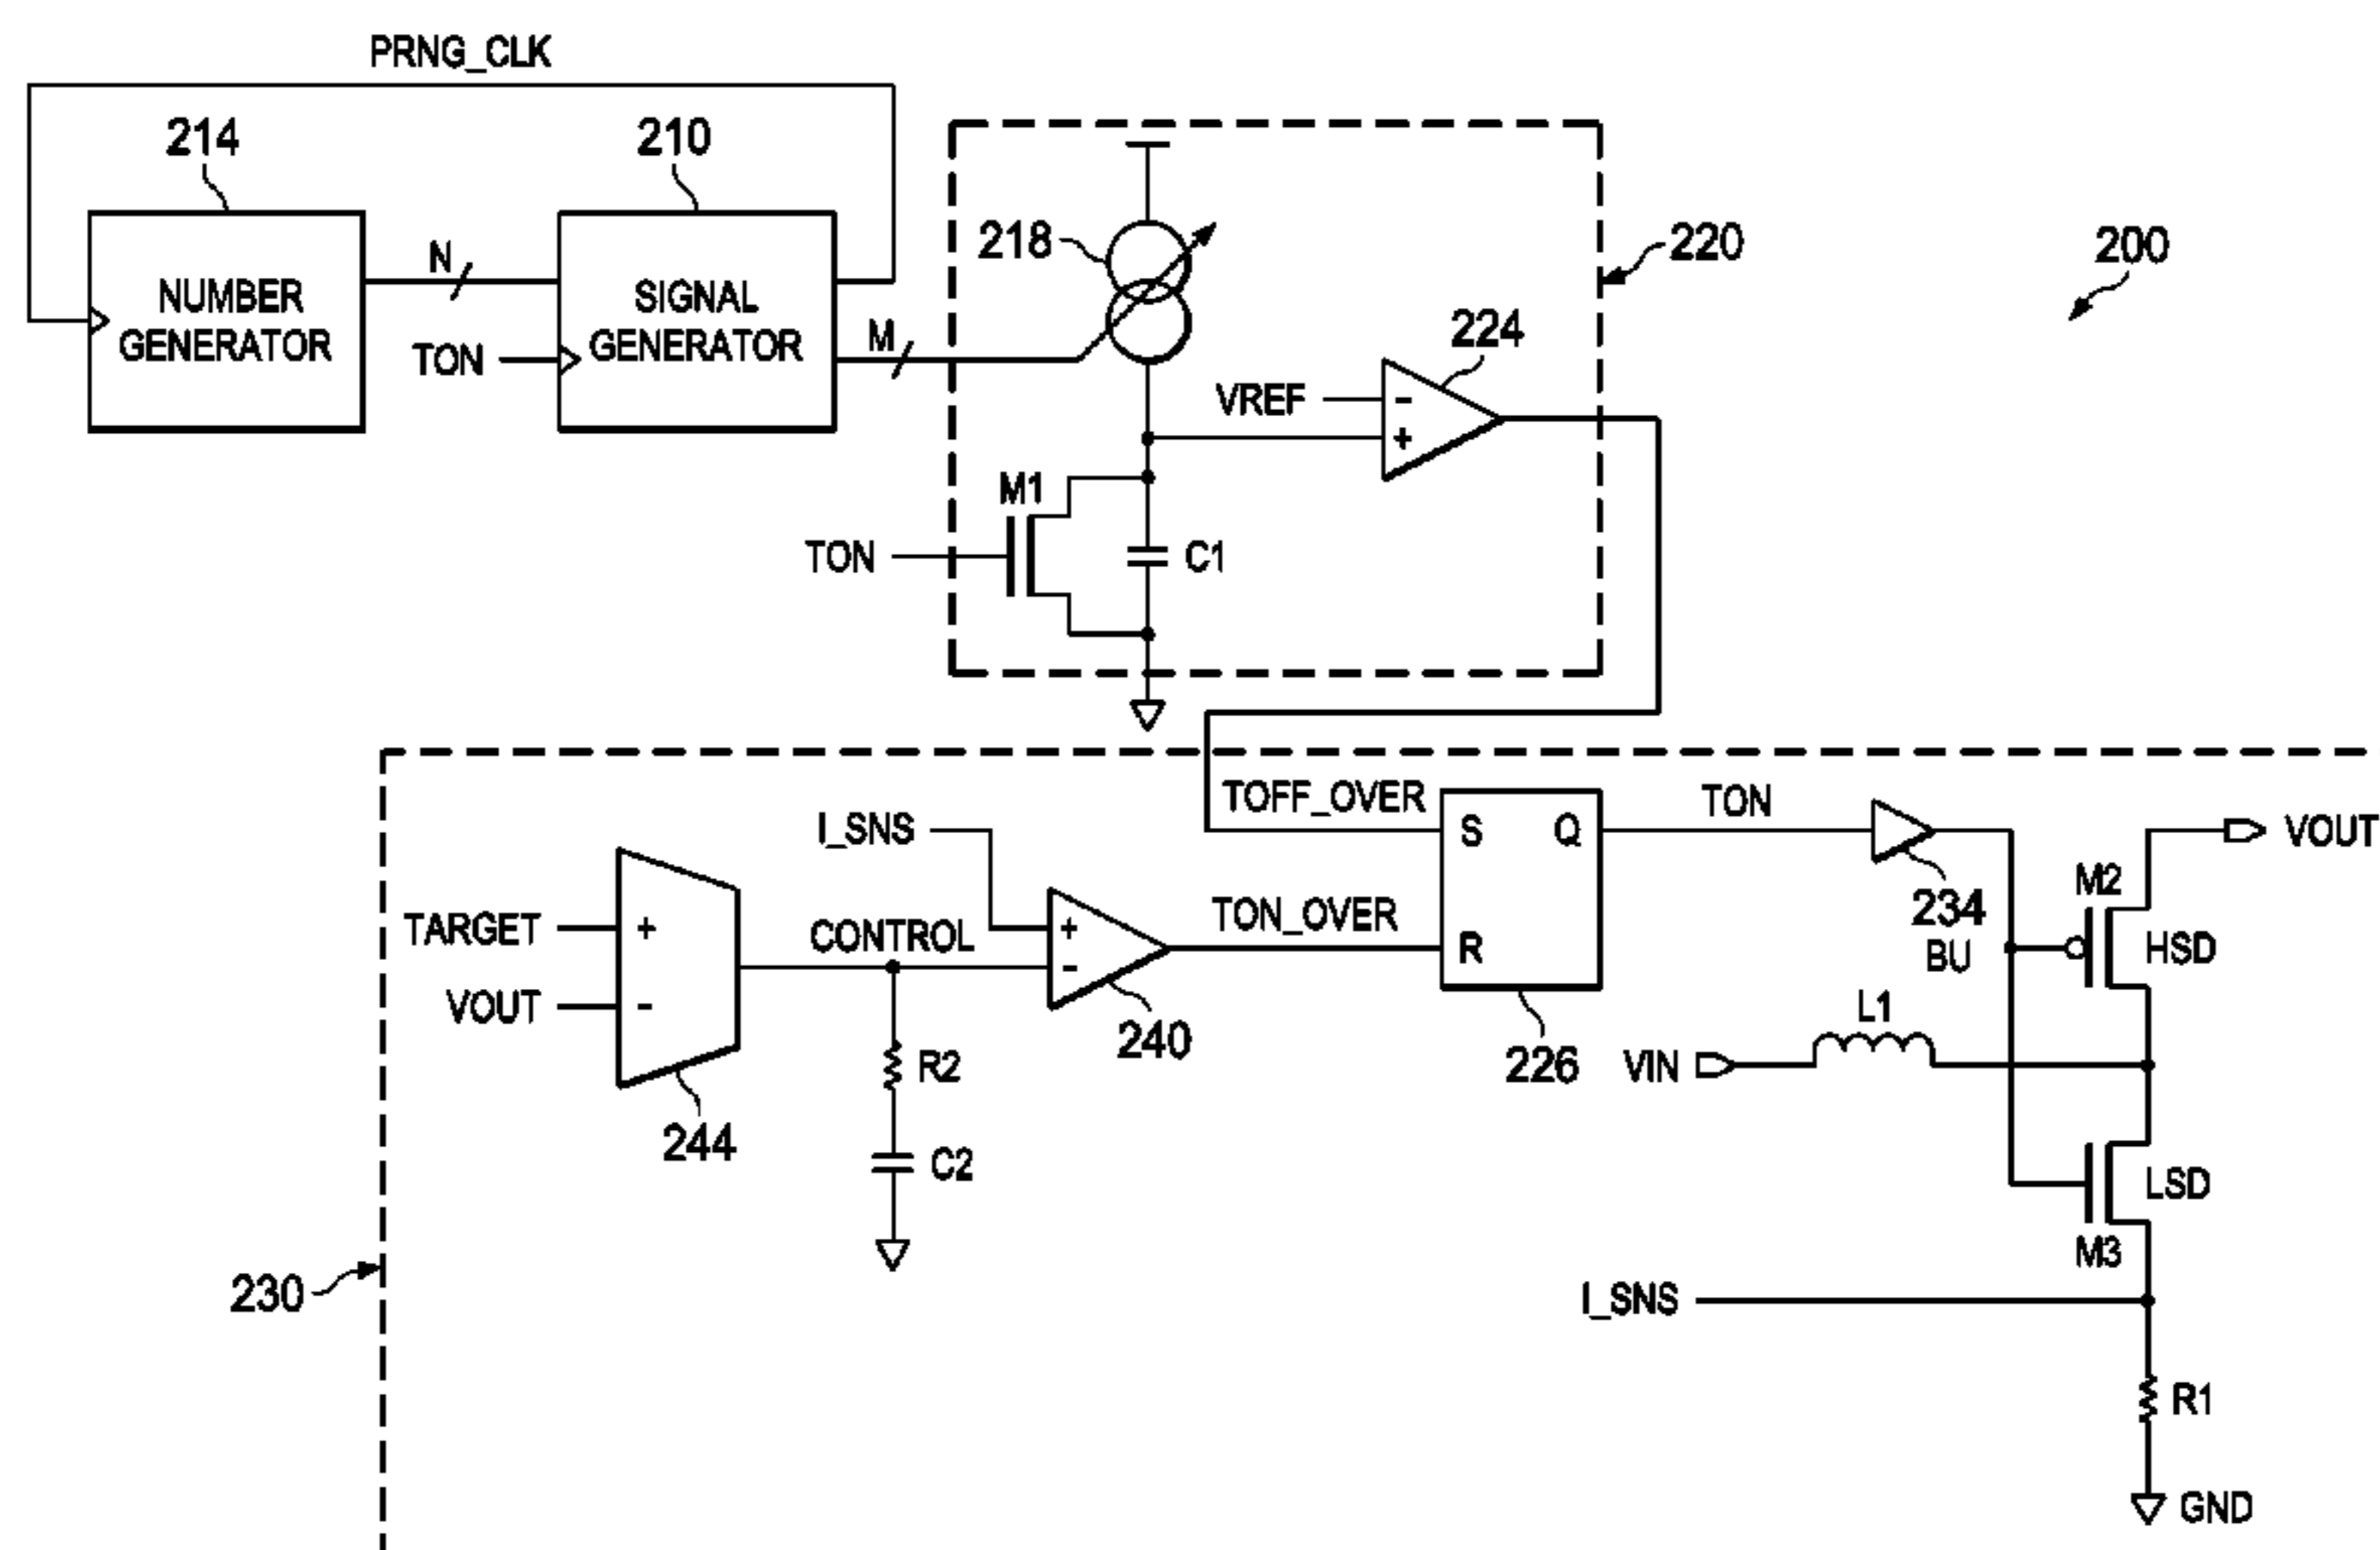 PRNG_CLK
214
210
218
220
200
NUMBER
GENERATOR
N
TON
SIGNAL
GENERATOR
M
VREF
-
+
224
M1
TON
C1
TOFF_OVER
S
Q
R
TON
VOUT
I_SNS
TARGET
+
VOUT
-
CONTROL
+
-
TON_OVER
240
226
234
BU
M2
HSD
L1
VIN
R2
244
C2
LSD
M3
230
I_SNS
R1
GND